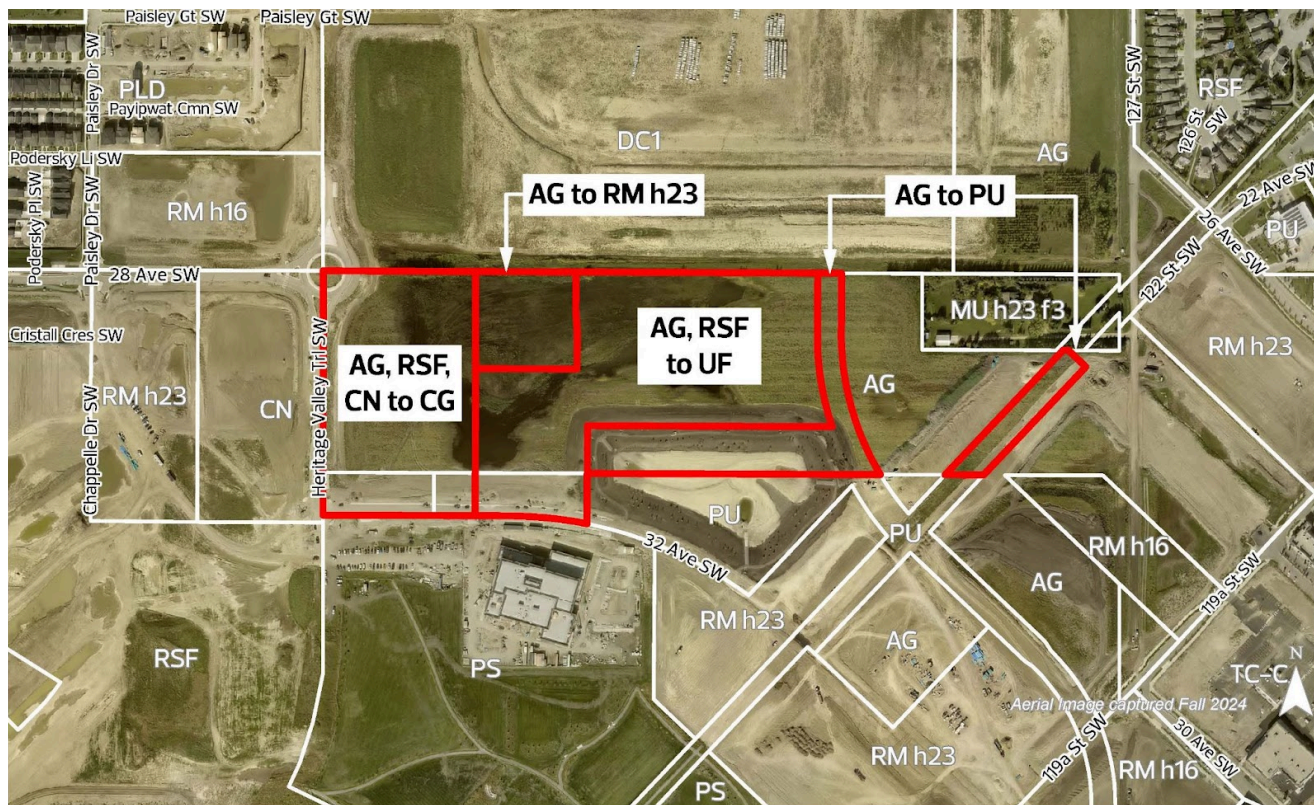 Paisley Gt SW
Paisley Gt SW
Paisley Dr SW
PLD
Payipwat Cmn SW
127 St SW
126 St SW
RSF
DC1
AG
Podersky Li SW
Podersky Pl SW
Paisley Dr SW
RM h16
AG to RM h23
AG to PU
22 Ave SW
26 Ave SW
PU
122 St SW
28 Ave SW
Cristall Cres SW
RM h23
Chappelle Dr SW
CN
Heritage Valley Trl SW
AG, RSF,
CN to CG
AG, RSF
to UF
AG
MU h23 f3
RM h23
PU
PU
32 Ave SW
RM h16
AG
119a St SW
RSF
PS
RM h23
AG
N
TC-C
Aerial Image captured Fall 2024
RM h23
119a St SW
30 Ave SW
RM h16
PS